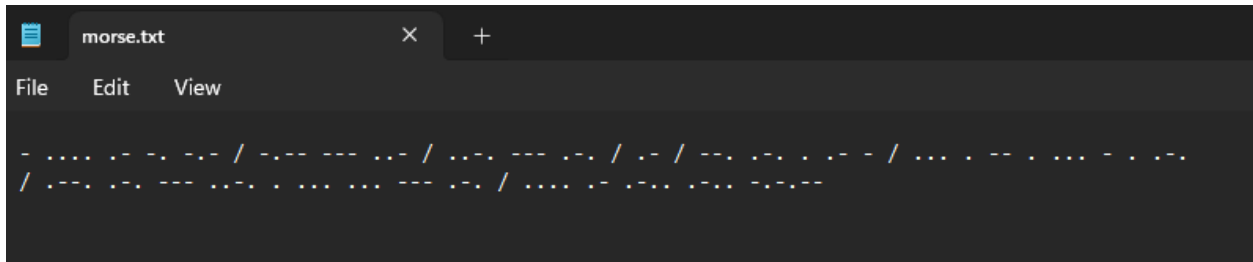 morse.txt × +
File Edit View
- .... .- -. -.- / -.-- --- ..- / ..-. --- .-. / .- / --. .-. . .- - / ... . -- . ... - . .-.
/ .--. .-. --- ..-. . ... ... --- .-. / .... .- .-.. .-.. -.-.--